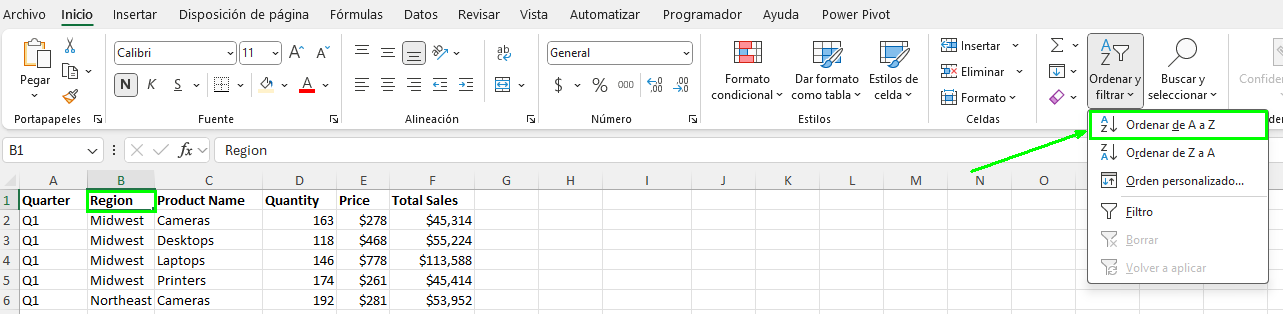 Archivo Inicio Insertar Disposición de página Fórmulas Datos Revisar Vista Automatizar Programador Ayuda Power Pivot
Pegar
Portapapeles
Calibri 11
N K S
Fuente
ab
Alineación
General
$ % 000
Número
Formato condicional
Dar formato como tabla
Estilos de celda
Estilos
Insertar
Eliminar
Formato
Celdas
Ordenar y filtrar
Buscar y seleccionar
Ordenar de A a Z
Ordenar de Z a A
Orden personalizado...
Filtro
Borrar
Volver a aplicar
B1 fx Region
A B C D E F G H I J K L M N O
1 Quarter Region Product Name Quantity Price Total Sales
2 Q1 Midwest Cameras 163 $278 $45,314
3 Q1 Midwest Desktops 118 $468 $55,224
4 Q1 Midwest Laptops 146 $778 $113,588
5 Q1 Midwest Printers 174 $261 $45,414
6 Q1 Northeast Cameras 192 $281 $53,952